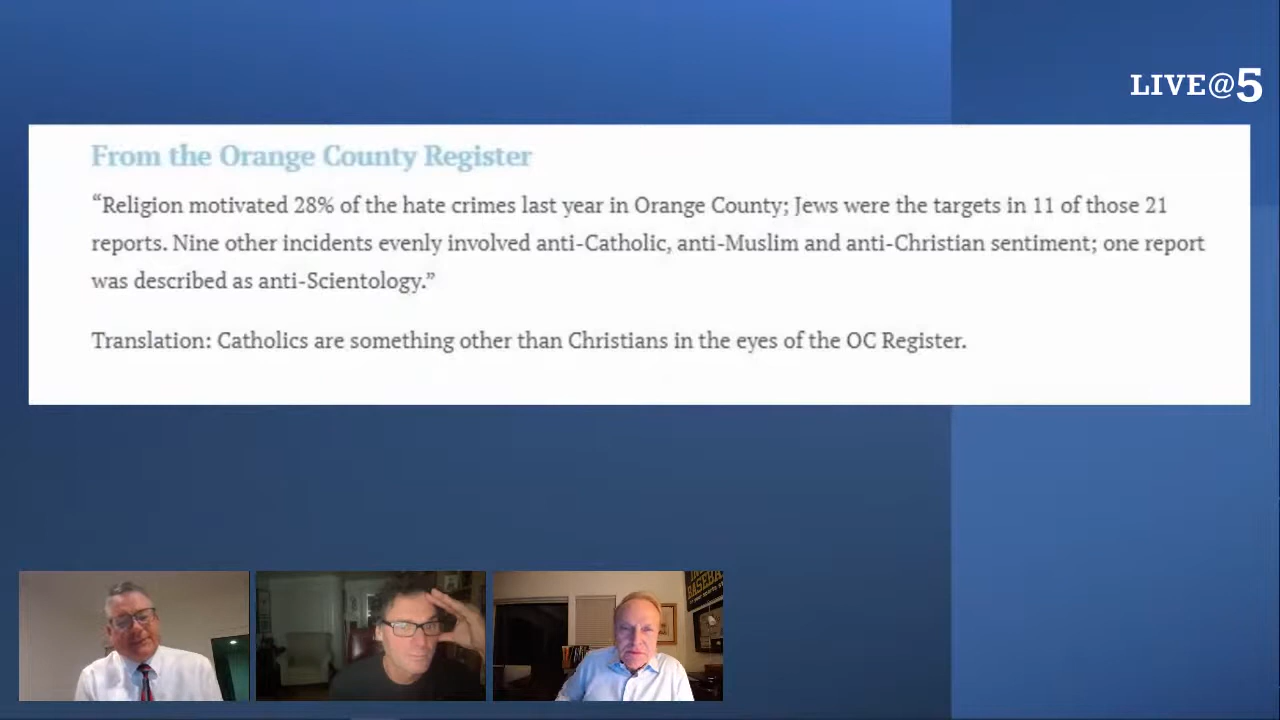 LIVE@5
From the Orange County Register
“Religion motivated 28% of the hate crimes last year in Orange County; Jews were the targets in 11 of those 21
reports. Nine other incidents evenly involved anti-Catholic, anti-Muslim and anti-Christian sentiment; one report
was described as anti-Scientology.”
Translation: Catholics are something other than Christians in the eyes of the OC Register.
BASEBA